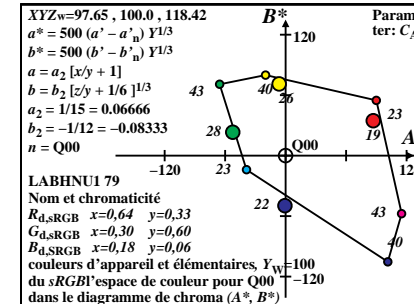 XYZw=97.65, 100.0, 118.42
a* = 500 (a' – a'n) Y1/3
b* = 500 (b' – b'n) Y1/3
a = a2 [x/y + 1]
b = b2 [z/y + 1/6 ]1/3
a2 = 1/15 = 0.06666
b2 = –1/12 = –0.08333
n = Q00
LABHNU1 79
Nom et chromaticité
Rd,sRGB x=0,64 y=0,33
Gd,sRGB x=0,30 y=0,60
Bd,sRGB x=0,18 y=0,06
couleurs d'appareil et élémentaires, YW=100
du sRGBl'espace de couleur pour Q00
dans le diagramme de chroma (A*, B*)
B*
Param
ter: CA
120
43
40
26
23
19
28
Q00
A
–120
23
12
22
43
40
–120